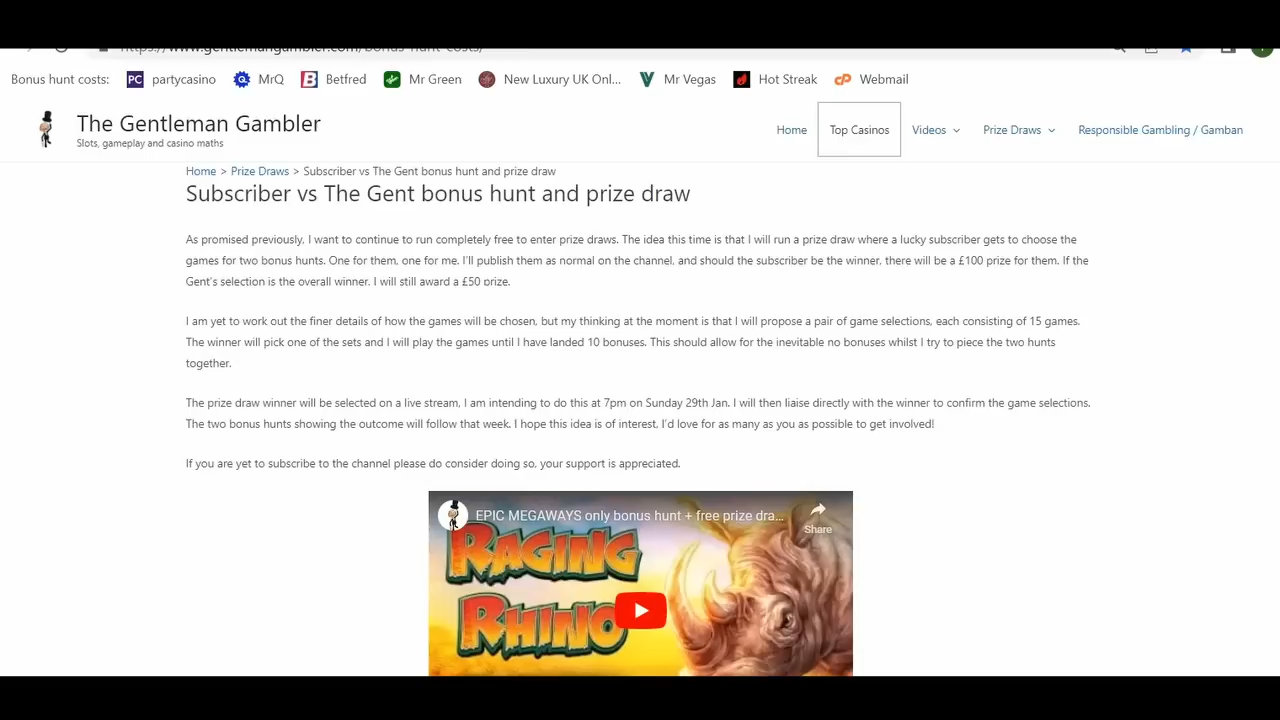 https://www.gentlemangambler.com/bonus-hunt-costs/
Bonus hunt costs: PC partycasino MrQ Betfred Mr Green New Luxury UK Onl... Mr Vegas Hot Streak cP Webmail
The Gentleman Gambler
Slots, gameplay and casino maths
Home Top Casinos Videos Prize Draws Responsible Gambling / Gamban
Home > Prize Draws > Subscriber vs The Gent bonus hunt and prize draw
Subscriber vs The Gent bonus hunt and prize draw
As promised previously, I want to continue to run completely free to enter prize draws. The idea this time is that I will run a prize draw where a lucky subscriber gets to choose the
games for two bonus hunts. One for them, one for me. I'll publish them as normal on the channel, and should the subscriber be the winner, there will be a £100 prize for them. If the
Gent's selection is the overall winner, I will still award a £50 prize.
I am yet to work out the finer details of how the games will be chosen, but my thinking at the moment is that I will propose a pair of game selections, each consisting of 15 games.
The winner will pick one of the sets and I will play the games until I have landed 10 bonuses. This should allow for the inevitable no bonuses whilst I try to piece the two hunts
together.
The prize draw winner will be selected on a live stream, I am intending to do this at 7pm on Sunday 29th Jan. I will then liaise directly with the winner to confirm the game selections.
The two bonus hunts showing the outcome will follow that week. I hope this idea is of interest, I'd love for as many as you as possible to get involved!
If you are yet to subscribe to the channel please do consider doing so, your support is appreciated.
EPIC MEGAWAYS only bonus hunt + free prize dra...
Share
RAGING
RHINO